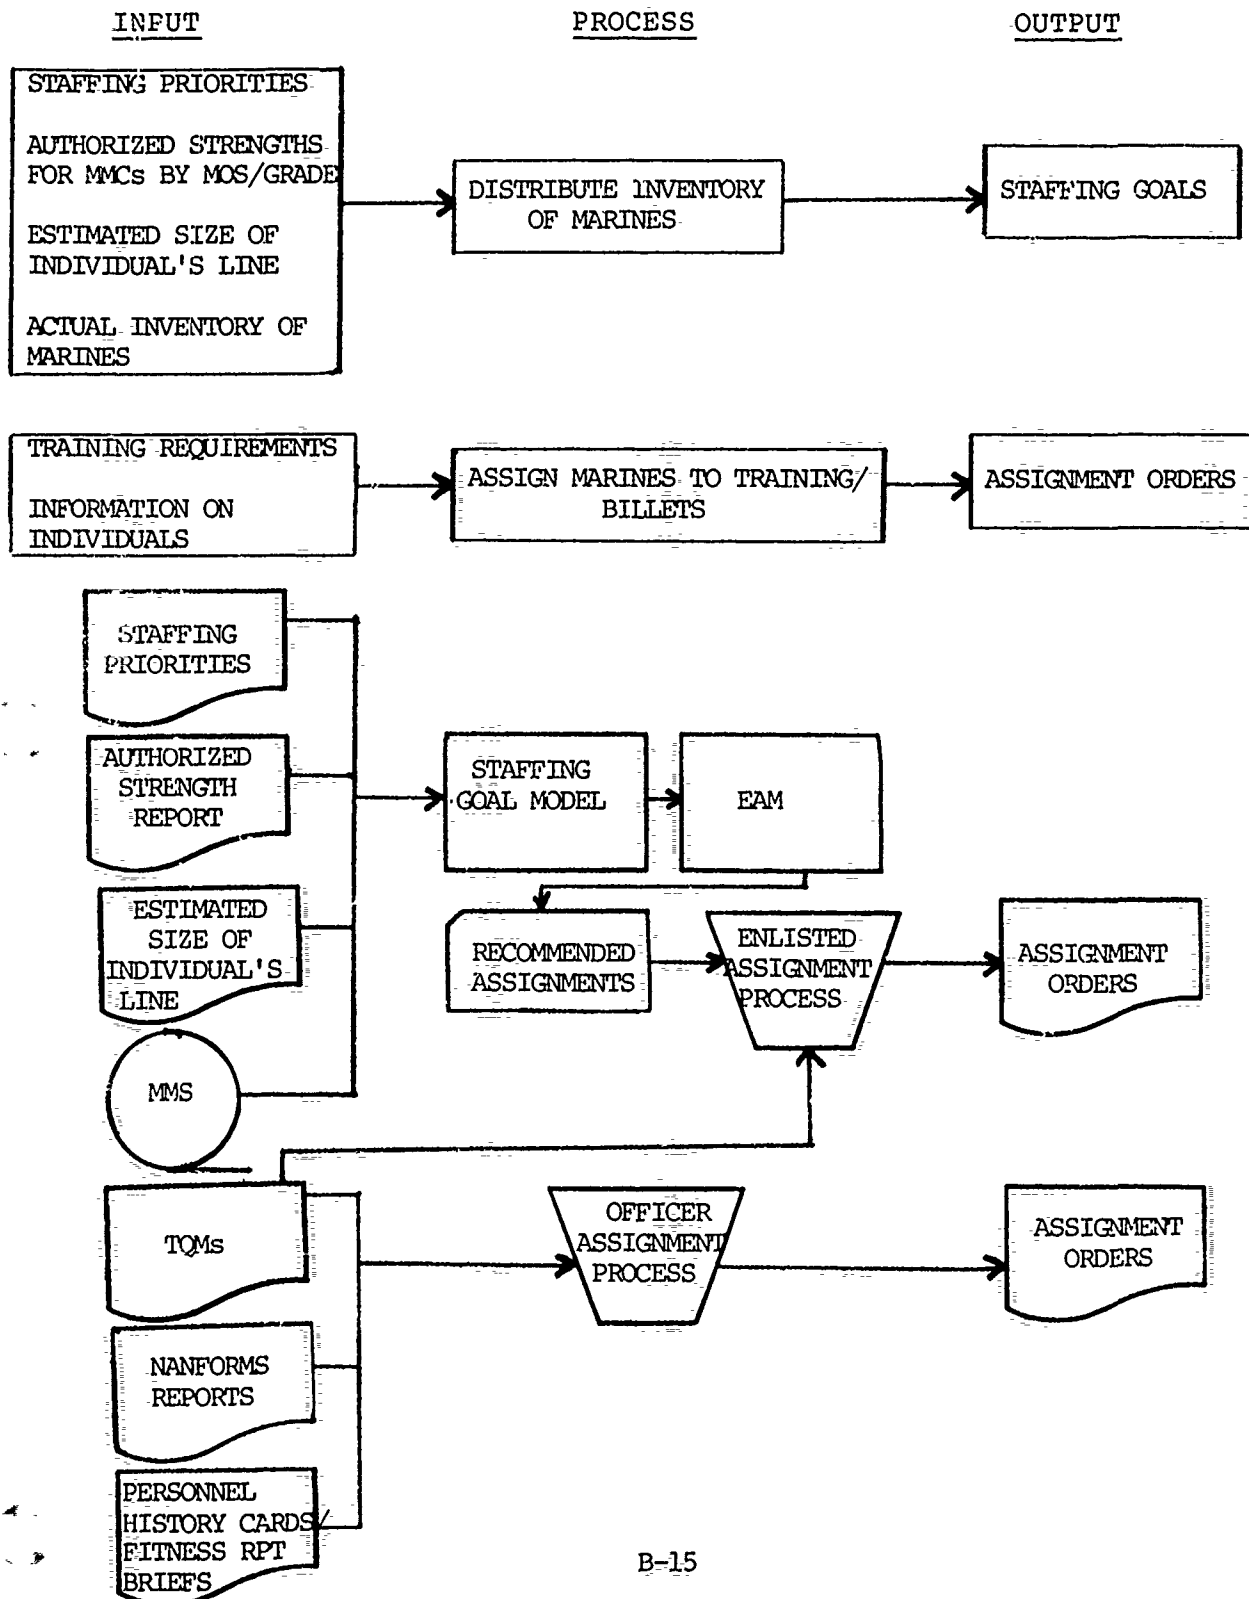 INPUT
PROCESS
OUTPUT
STAFFING PRIORITIES
AUTHORIZED STRENGTHS
FOR MMCs BY MOS/GRADE
ESTIMATED SIZE OF
INDIVIDUAL'S LINE
ACTUAL INVENTORY OF
MARINES
DISTRIBUTE INVENTORY
OF MARINES
STAFFING GOALS
TRAINING REQUIREMENTS
INFORMATION ON
INDIVIDUALS
ASSIGN MARINES TO TRAINING/
BILLETS
ASSIGNMENT ORDERS
STAFFING
PRIORITIES
AUTHORIZED
STRENGTH
REPORT
ESTIMATED
SIZE OF
INDIVIDUAL'S
LINE
MMS
STAFFING
GOAL MODEL
EAM
RECOMMENDED
ASSIGNMENTS
ENLISTED
ASSIGNMENT
PROCESS
ASSIGNMENT
ORDERS
TQMs
OFFICER
ASSIGNMENT
PROCESS
ASSIGNMENT
ORDERS
NANFORMS
REPORTS
PERSONNEL
HISTORY CARDS/
FITNESS RPT
BRIEFS
B-15